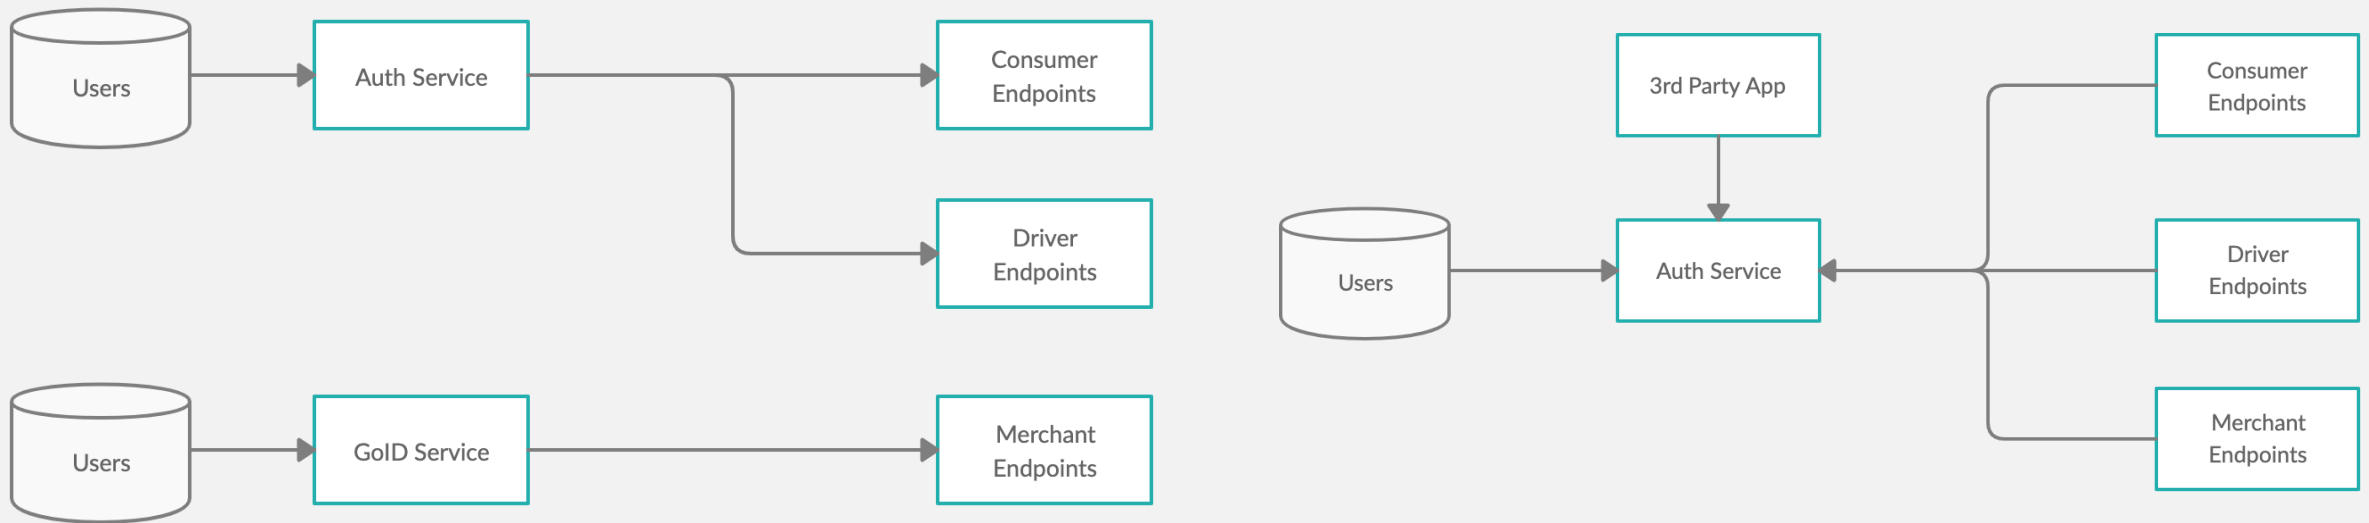 Users
Auth Service
Consumer
Endpoints
Driver
Endpoints
Users
GoID Service
Merchant
Endpoints
3rd Party App
Users
Auth Service
Consumer
Endpoints
Driver
Endpoints
Merchant
Endpoints